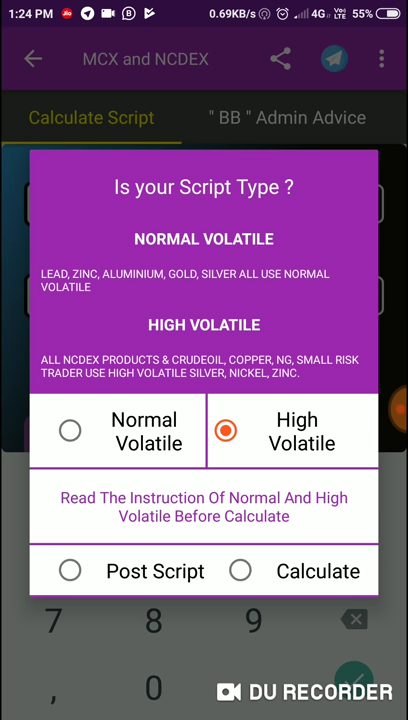 1:24 PM
0.69KB/s
4G
VoLTE
55%
MCX and NCDEX
Calculate Script
" BB " Admin Advice
Is your Script Type ?
NORMAL VOLATILE
LEAD, ZINC, ALUMINIUM, GOLD, SILVER ALL USE NORMAL
VOLATILE
HIGH VOLATILE
ALL NCDEX PRODUCTS & CRUDEOIL, COPPER, NG, SMALL RISK
TRADER USE HIGH VOLATILE SILVER, NICKEL, ZINC.
Normal
Volatile
High
Volatile
Read The Instruction Of Normal And High
Volatile Before Calculate
Post Script
Calculate
7 8 9
, 0
DU RECORDER